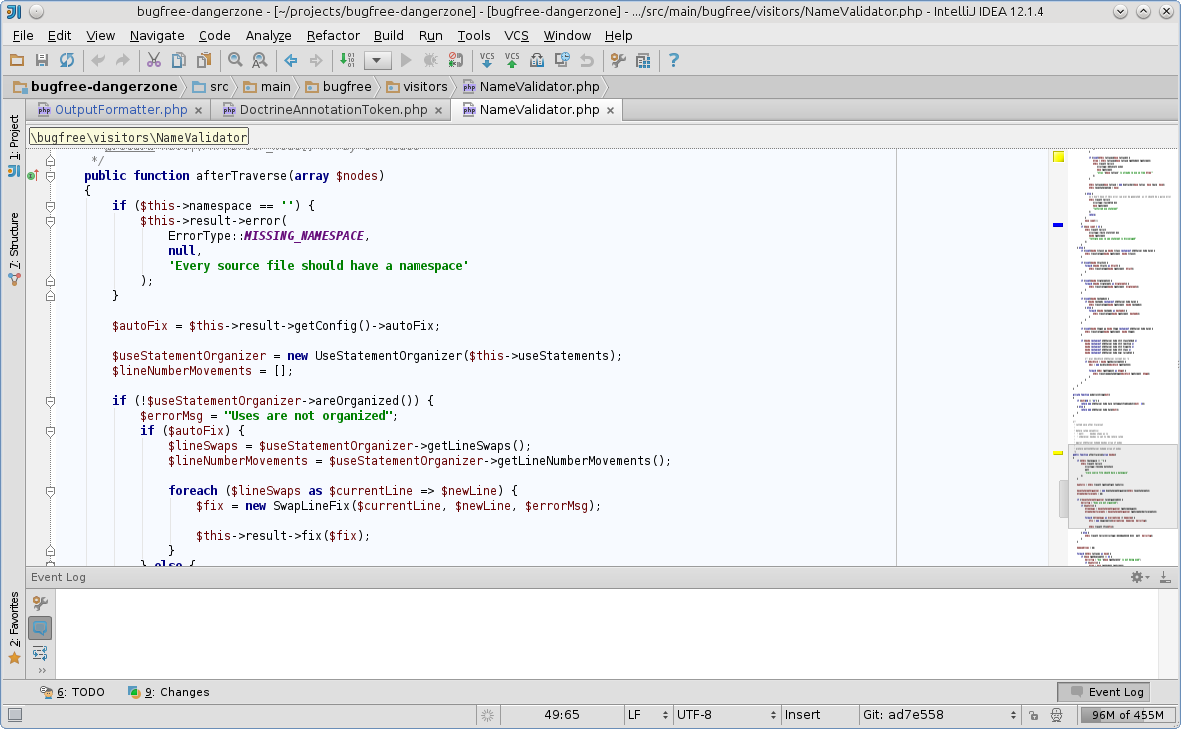 bugfree-dangerzone - [~/projects/bugfree-dangerzone] - [bugfree-dangerzone] - .../src/main/bugfree/visitors/NameValidator.php - IntelliJ IDEA 12.1.4
File Edit View Navigate Code Analyze Refactor Build Run Tools VCS Window Help
VCS VCS
bugfree-dangerzone src main bugfree visitors NameValidator.php
OutputFormatter.php DoctrineAnnotationToken.php NameValidator.php
\bugfree\visitors\NameValidator
*/
public function afterTraverse(array $nodes)
{
if ($this->namespace == '') {
$this->result->error(
ErrorType::MISSING_NAMESPACE,
null,
'Every source file should have a namespace'
);
}
$autoFix = $this->result->getConfig()->autoFix;
$useStatementOrganizer = new UseStatementOrganizer($this->useStatements);
$lineNumberMovements = [];
if (!$useStatementOrganizer->areOrganized()) {
$errorMsg = "Uses are not organized";
if ($autoFix) {
$lineSwaps = $useStatementOrganizer->getLineSwaps();
$lineNumberMovements = $useStatementOrganizer->getLineNumberMovements();
foreach ($lineSwaps as $currentLine => $newLine) {
$fix = new SwapLineFix($currentLine, $newLine, $errorMsg);
$this->result->fix($fix);
}
} else {
1: Project
7: Structure
2: Favorites
Event Log
6: TODO 9: Changes Event Log
49:65 LF UTF-8 Insert Git: ad7e558 96M of 455M